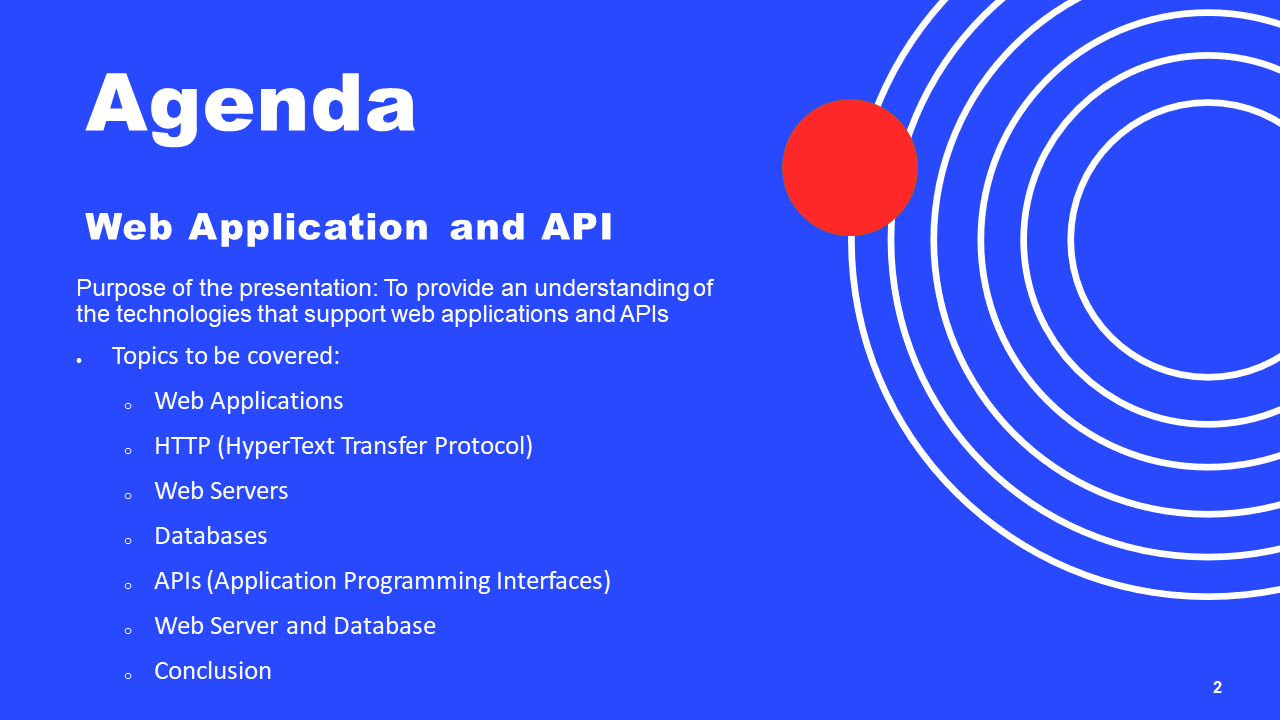 Agenda
Web Application and API
Purpose of the presentation: To provide an understanding of
the technologies that support web applications and APIs
• Topics to be covered:
o Web Applications
o HTTP (HyperText Transfer Protocol)
o Web Servers
o Databases
o APIs (Application Programming Interfaces)
o Web Server and Database
o Conclusion
2